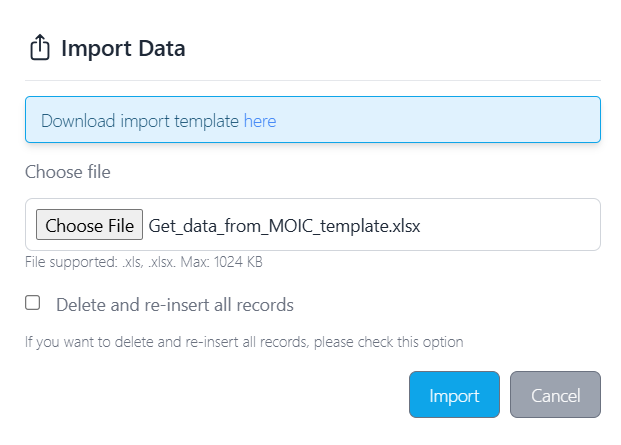 Import Data
Download import template here
Choose file
Choose File Get_data_from_MOIC_template.xlsx
File supported: .xls, .xlsx. Max: 1024 KB
Delete and re-insert all records
If you want to delete and re-insert all records, please check this option
Import Cancel